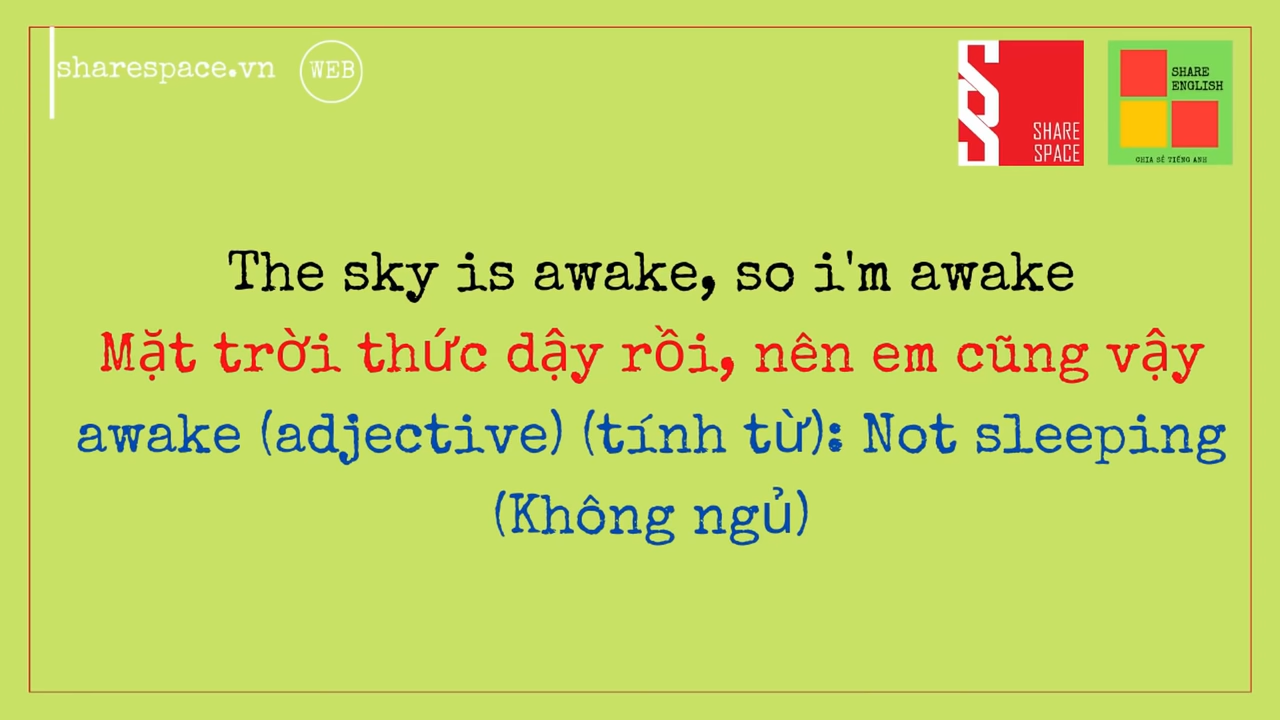 sharespace.vn WEB
SHARE
SPACE
SHARE
ENGLISH
CHIA SẺ TIẾNG ANH
The sky is awake, so i'm awake
Mặt trời thức dậy rồi, nên em cũng vậy
awake (adjective) (tính từ): Not sleeping
(Không ngủ)